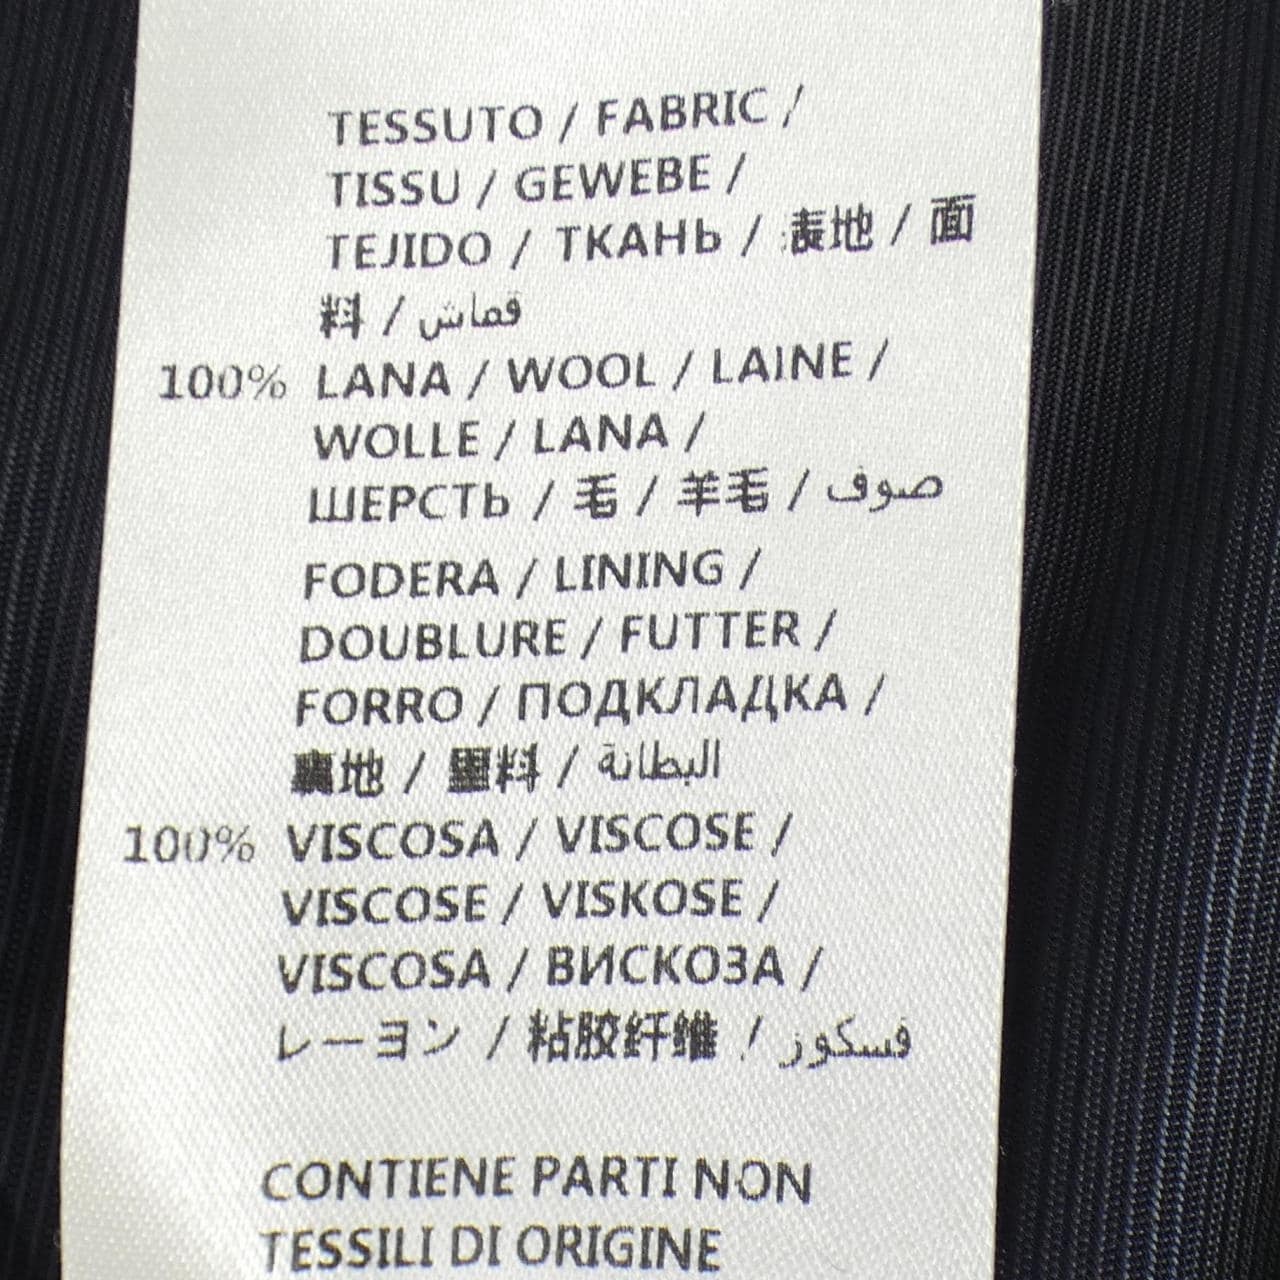 TESSUTO / FABRIC /
TISSU / GEWEBE /
TEJIDO / ТКАНЬ / 表地 / 面
料 / قماش
100% LANA / WOOL / LAINE /
WOLLE / LANA /
ШЕРСТЬ / 毛 / 羊毛 / صوف
FODERA / LINING /
DOUBLURE / FUTTER /
FORRO / ПОДКЛАДКА /
裏地 / 里料 / البطانة
100% VISCOSA / VISCOSE /
VISCOSE / VISKOSE /
VISCOSA / ВИСКОЗА /
レーヨン / 粘胶纤维 / فسكوز
CONTIENE PARTI NON
TESSILI DI ORIGINE